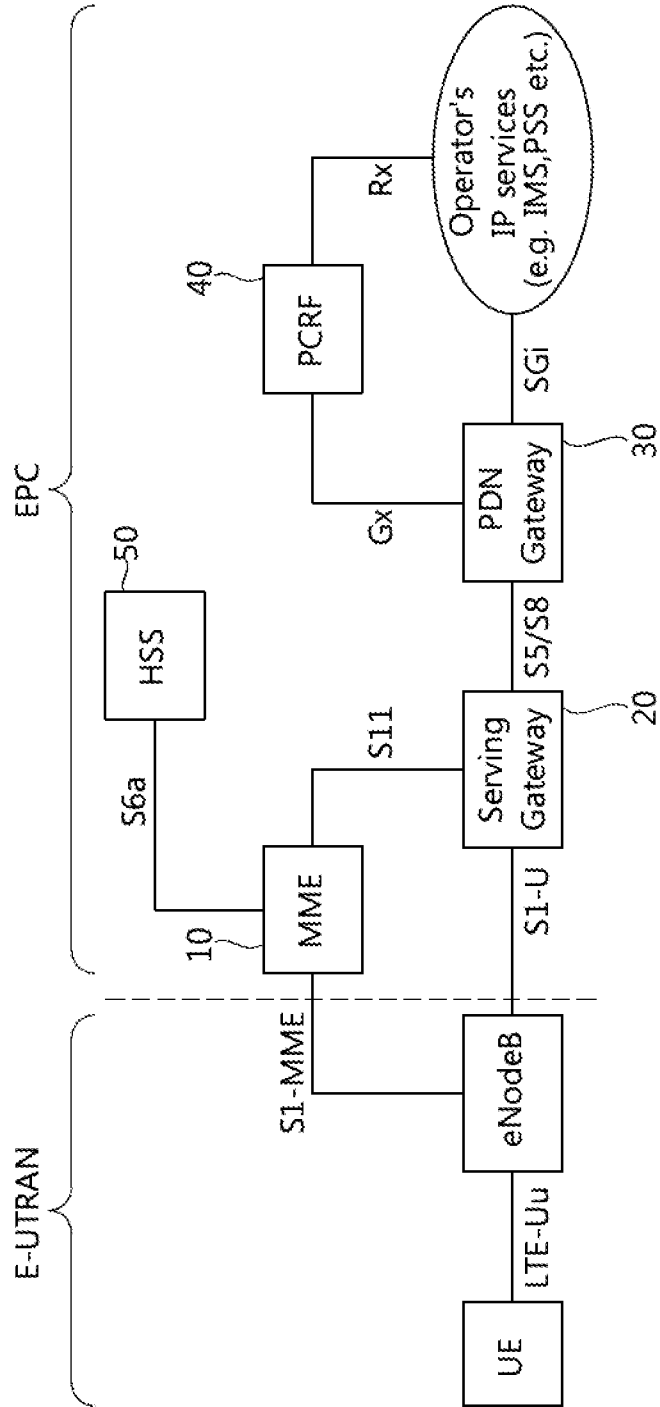 E-UTRAN
EPC
HSS
50
S6a
10
MME
S1-MME
S11
40
PCRF
Gx
Rx
UE
LTE-Uu
eNodeB
S1-U
Serving
Gateway
20
S5/S8
PDN
Gateway
30
SGi
Operator's
IP services
(e.g. IMS,PSS etc.)